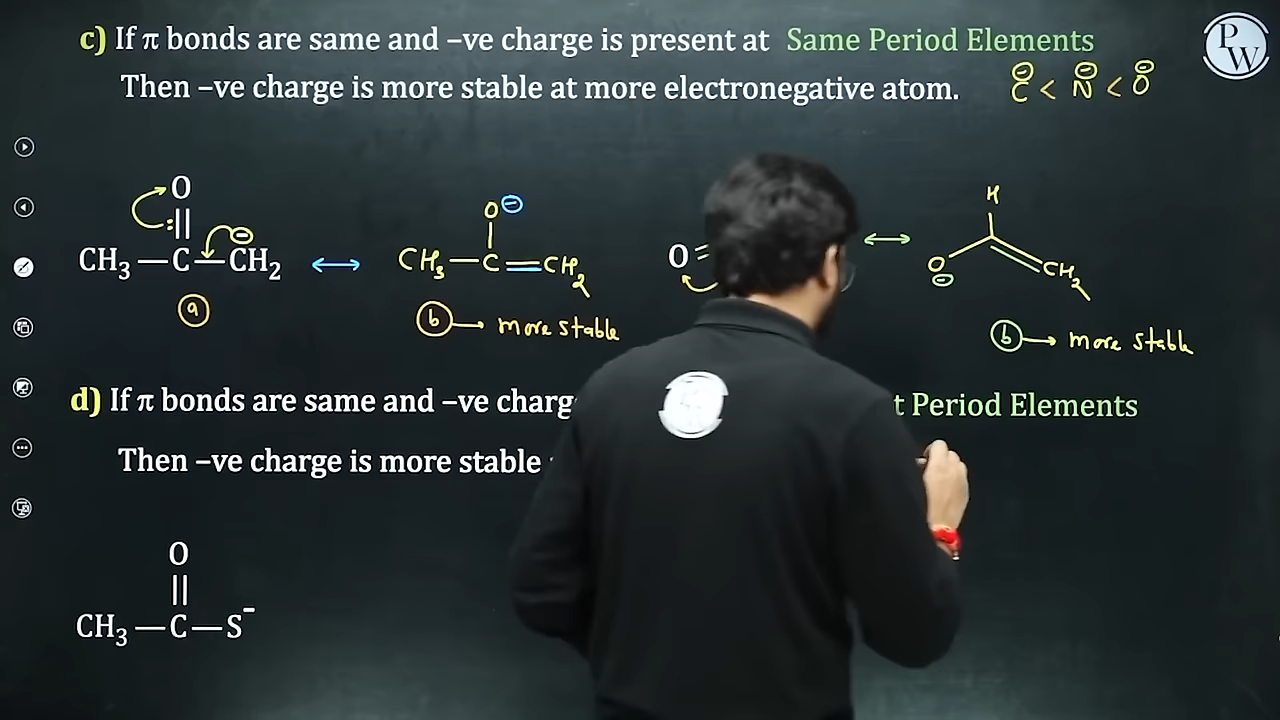 c) If π bonds are same and –ve charge is present at Same Period Elements
Then –ve charge is more stable at more electronegative atom. C⊖ < N⊖ < O⊖
PW
O
||
CH₃—C—CH₂⊖ ↔
ⓐ
O⊖
CH₃—C=CH₂
ⓑ → more stable
O=
↔
H
O⊖ CH₂
ⓑ → more stable
d) If π bonds are same and –ve Period Elements
Then –ve charge is more stable
O
||
CH₃—C—S⁻